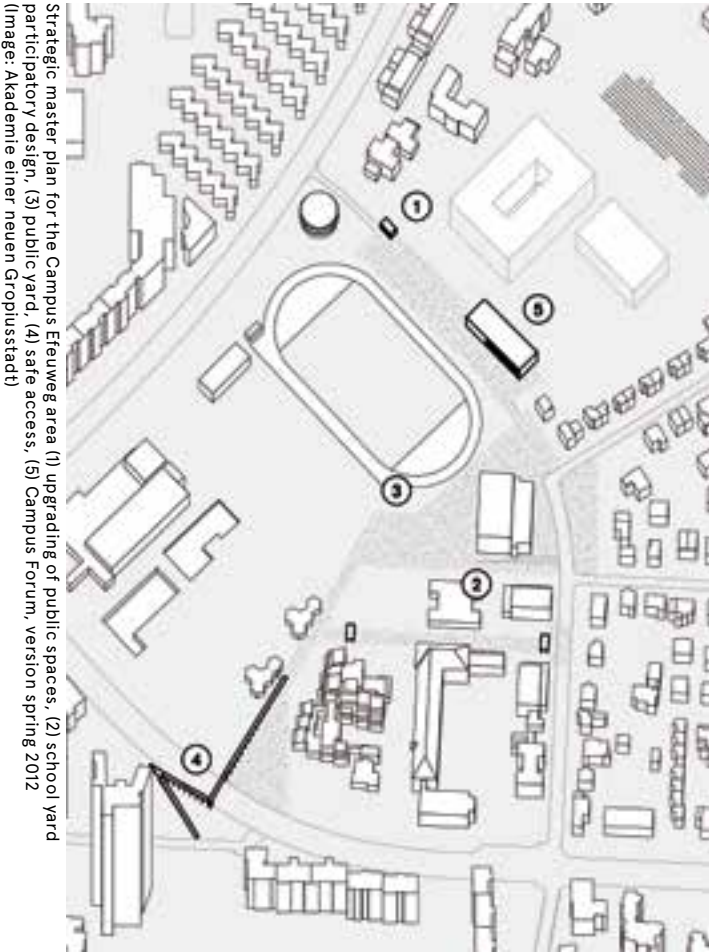 Strategic master plan for the Campus Efeuweg area (1) upgrading of public spaces, (2) school yard
participatory design, (3) public yard, (4) safe access, (5) Campus Forum, version spring 2012
(Image: Akademie einer neuen Gropiusstadt)
1
5
3
2
4